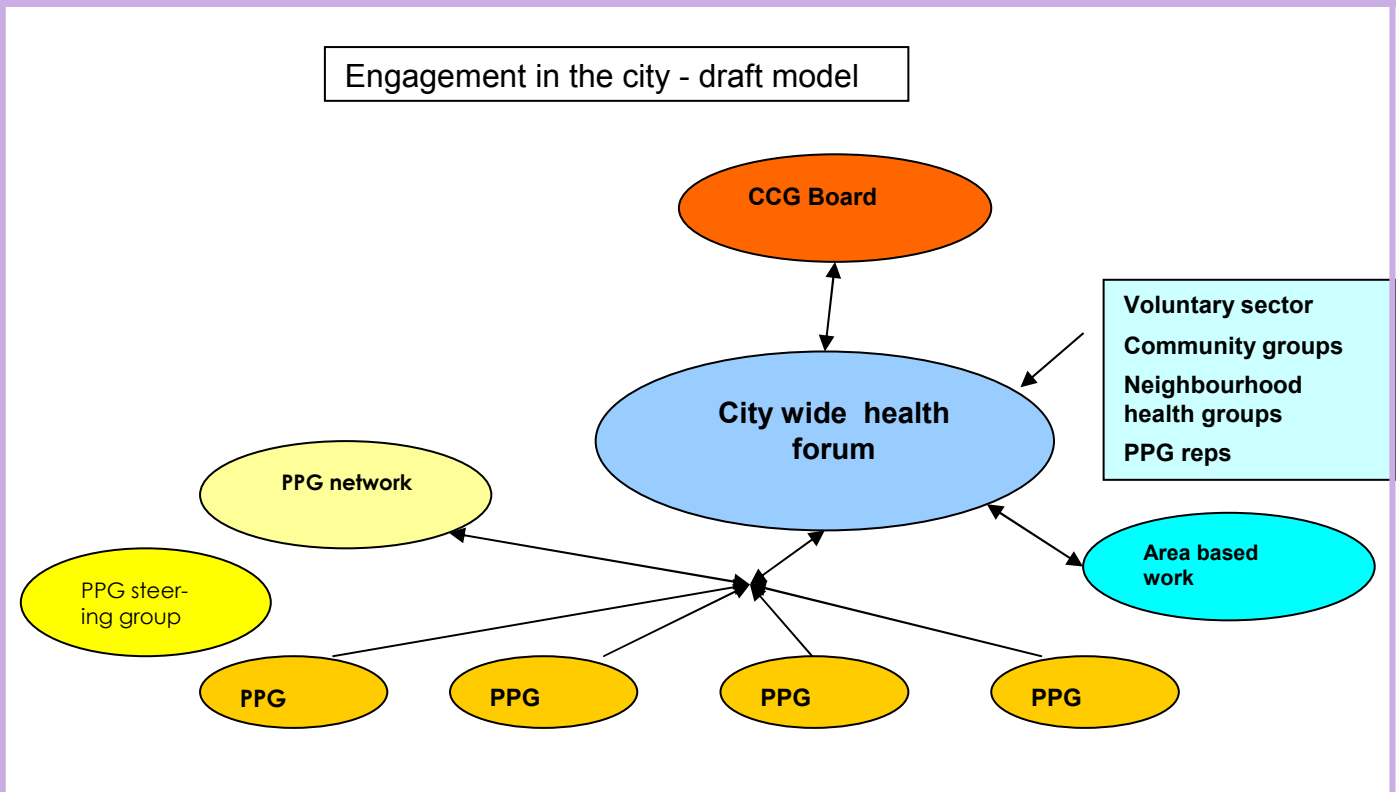 Engagement in the city - draft model
CCG Board
Voluntary sector
Community groups
Neighbourhood
health groups
PPG reps
City wide  health
forum
PPG network
Area based
work
PPG steer-
ing group
PPG
PPG
PPG
PPG